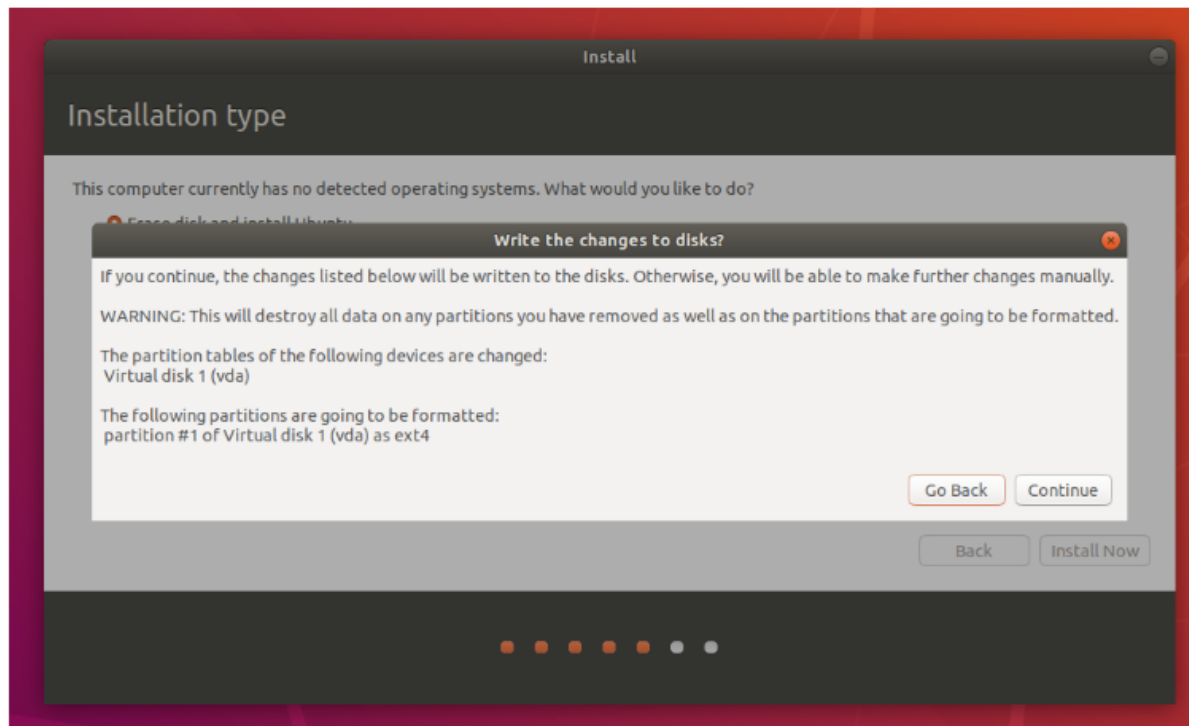 Install
Installation type
This computer currently has no detected operating systems. What would you like to do?
Erase disk and install Ubuntu
Write the changes to disks?
If you continue, the changes listed below will be written to the disks. Otherwise, you will be able to make further changes manually.
WARNING: This will destroy all data on any partitions you have removed as well as on the partitions that are going to be formatted.
The partition tables of the following devices are changed:
Virtual disk 1 (vda)
The following partitions are going to be formatted:
partition #1 of Virtual disk 1 (vda) as ext4
Go Back Continue
Back Install Now